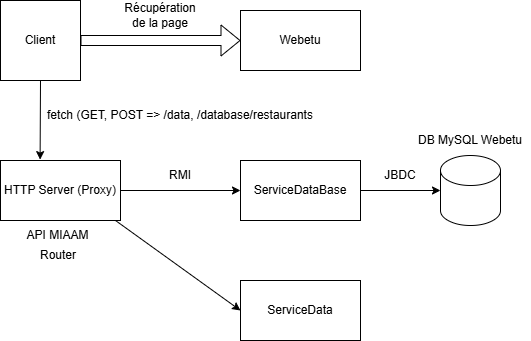 Récupération
de la page
Client
Webetu
fetch (GET, POST => /data, /database/restaurants
DB MySQL Webetu
HTTP Server (Proxy)
RMI
ServiceDataBase
JBDC
API MIAAM
Router
ServiceData